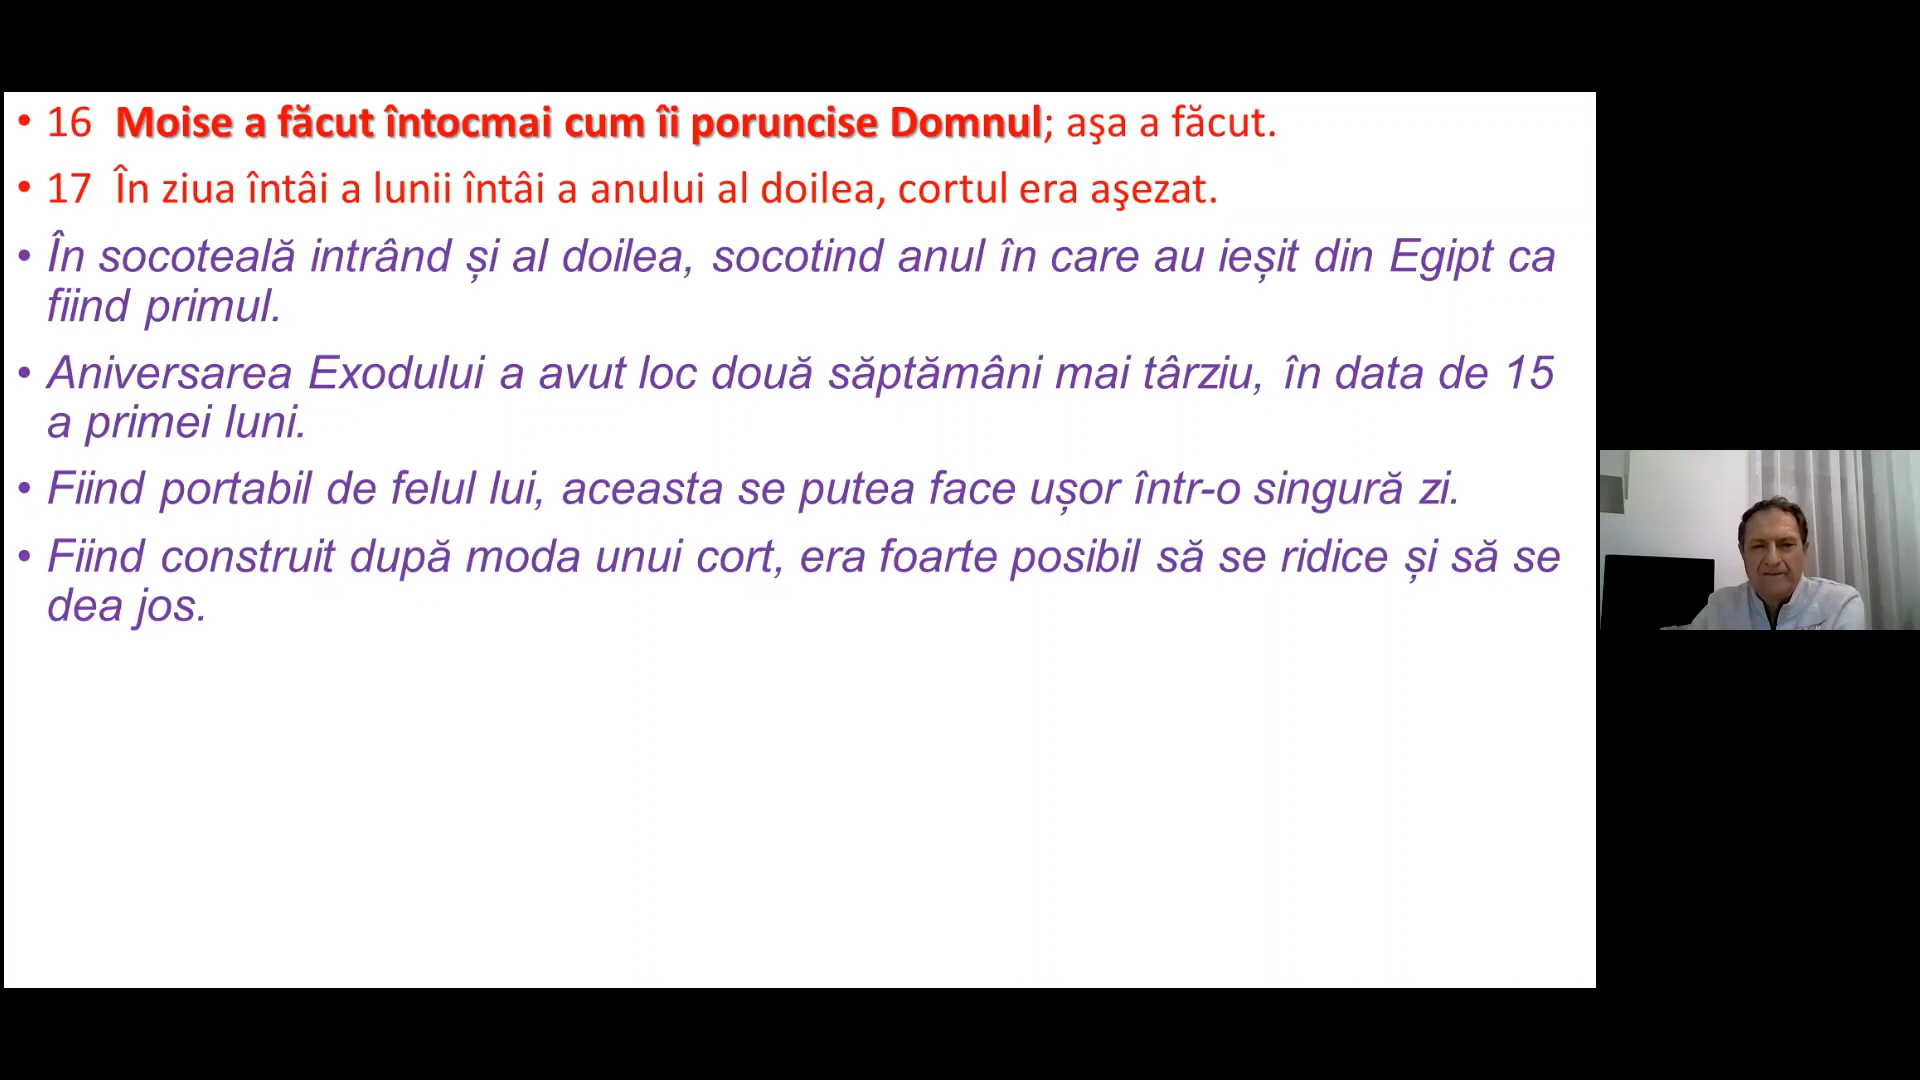 • 16 Moise a făcut întocmai cum îi poruncise Domnul; aşa a făcut.
• 17 În ziua întâi a lunii întâi a anului al doilea, cortul era aşezat.
• În socoteală intrând și al doilea, socotind anul în care au ieșit din Egipt ca
fiind primul.
• Aniversarea Exodului a avut loc două săptămâni mai târziu, în data de 15
a primei luni.
• Fiind portabil de felul lui, aceasta se putea face ușor într-o singură zi.
• Fiind construit după moda unui cort, era foarte posibil să se ridice și să se
dea jos.